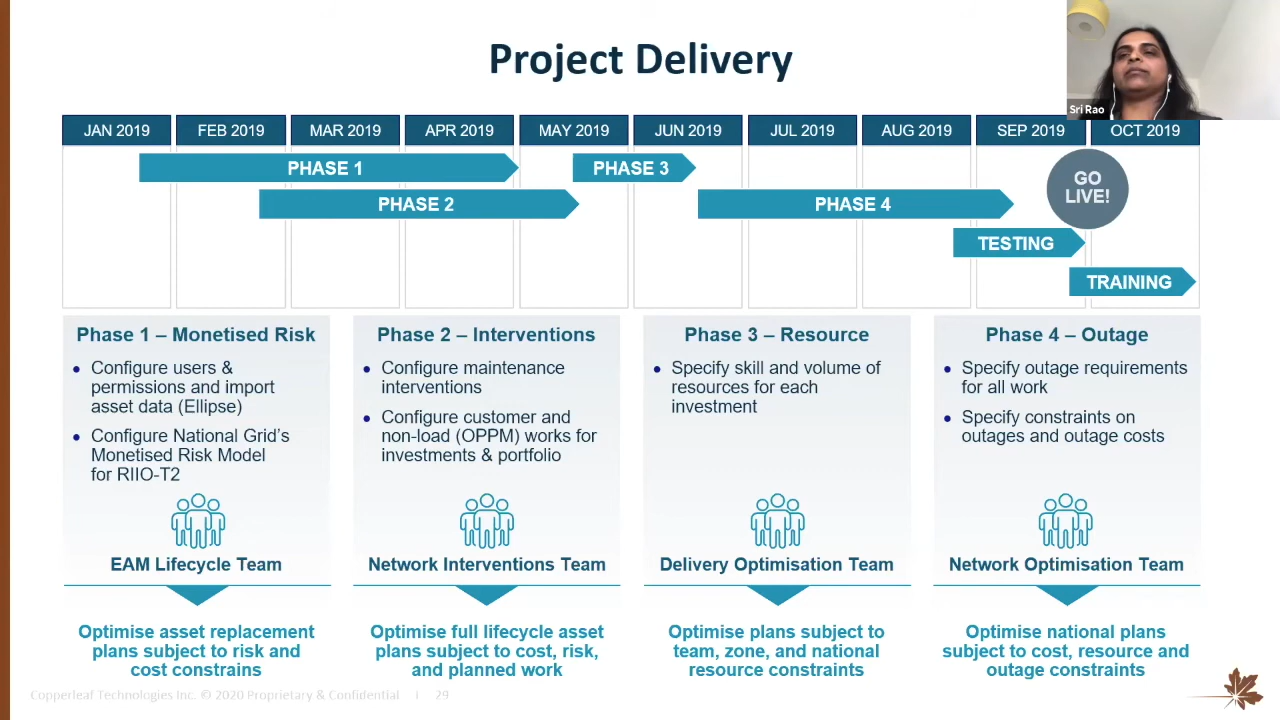 Project Delivery
Sri Rao
JAN 2019
FEB 2019
MAR 2019
APR 2019
MAY 2019
JUN 2019
JUL 2019
AUG 2019
SEP 2019
OCT 2019
PHASE 1
PHASE 3
PHASE 2
PHASE 4
GO
LIVE!
TESTING
TRAINING
Phase 1 – Monetised Risk
• Configure users &
permissions and import
asset data (Ellipse)
• Configure National Grid’s
Monetised Risk Model
for RIIO-T2
EAM Lifecycle Team
Optimise asset replacement
plans subject to risk and
cost constrains
Phase 2 – Interventions
• Configure maintenance
interventions
• Configure customer and
non-load (OPPM) works for
investments & portfolio
Network Interventions Team
Optimise full lifecycle asset
plans subject to cost, risk,
and planned work
Phase 3 – Resource
• Specify skill and volume of
resources for each
investment
Delivery Optimisation Team
Optimise plans subject to
team, zone, and national
resource constraints
Phase 4 – Outage
• Specify outage requirements
for all work
• Specify constraints on
outages and outage costs
Network Optimisation Team
Optimise national plans
subject to cost, resource and
outage constraints
Copperleaf Technologies Inc. © 2020 Proprietary & Confidential | 29